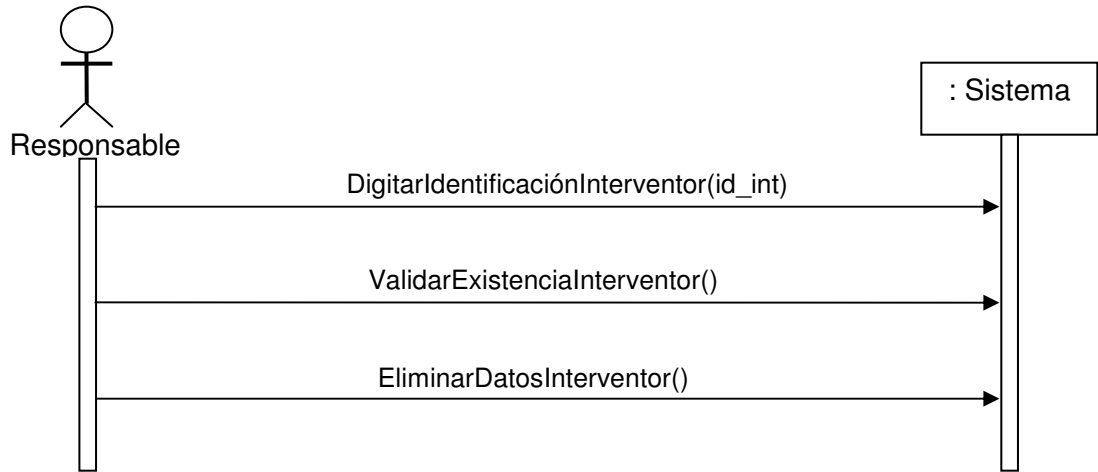 : Sistema
Responsable
DigitarIdentificaciónInterventor(id_int)
ValidarExistenciaInterventor()
EliminarDatosInterventor()